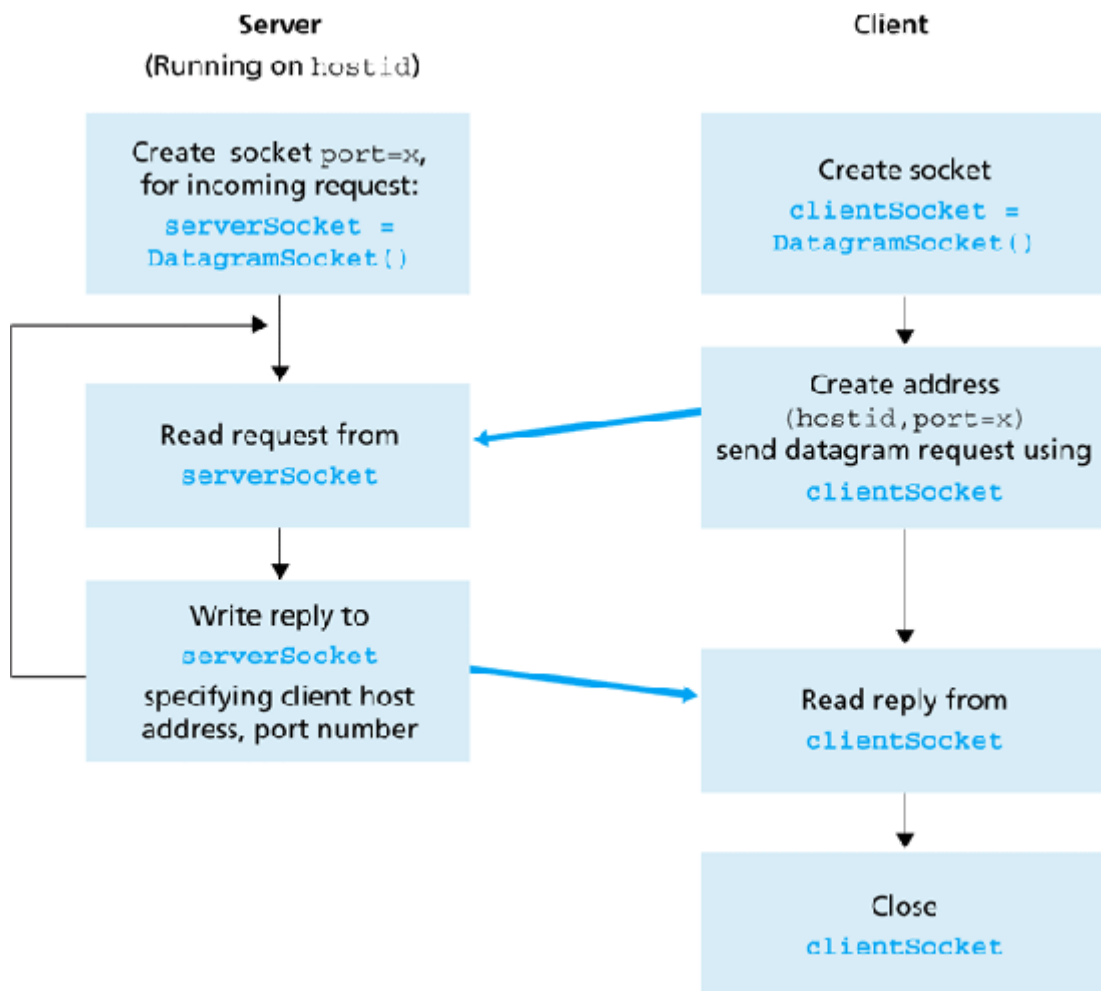 Server
(Running on hostid)
Create socket port=x,
for incoming request:
serverSocket =
DatagramSocket()
Read request from
serverSocket
Write reply to
serverSocket
specifying client host
address, port number
Client
Create socket
clientSocket =
DatagramSocket()
Create address
(hostid,port=x)
send datagram request using
clientSocket
Read reply from
clientSocket
Close
clientSocket